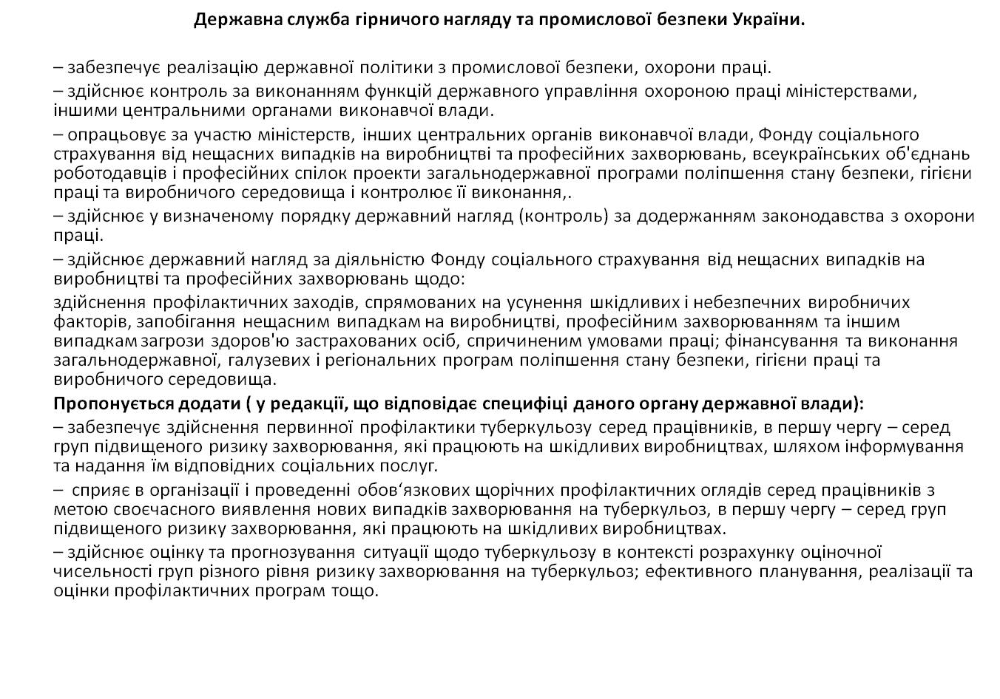 Державна служба гірничого нагляду та промислової безпеки України.
– забезпечує реалізацію державної політики з промислової безпеки, охорони праці.
– здійснює контроль за виконанням функцій державного управління охороною праці міністерствами,
іншими центральними органами виконавчої влади.
– опрацьовує за участю міністерств, інших центральних органів виконавчої влади, Фонду соціального
страхування від нещасних випадків на виробництві та професійних захворювань, всеукраїнських об'єднань
роботодавців і професійних спілок проекти загальнодержавної програми поліпшення стану безпеки, гігієни
праці та виробничого середовища і контролює її виконання,.
– здійснює у визначеному порядку державний нагляд (контроль) за додержанням законодавства з охорони
праці.
– здійснює державний нагляд за діяльністю Фонду соціального страхування від нещасних випадків на
виробництві та професійних захворювань щодо:
здійснення профілактичних заходів, спрямованих на усунення шкідливих і небезпечних виробничих
факторів, запобігання нещасним випадкам на виробництві, професійним захворюванням та іншим
випадкам загрози здоров'ю застрахованих осіб, спричиненим умовами праці; фінансування та виконання
загальнодержавної, галузевих і регіональних програм поліпшення стану безпеки, гігієни праці та
виробничого середовища.
Пропонується додати ( у редакції, що відповідає специфіці даного органу державної влади):
– забезпечує здійснення первинної профілактики туберкульозу серед працівників, в першу чергу – серед
груп підвищеного ризику захворювання, які працюють на шкідливих виробництвах, шляхом інформування
та надання їм відповідних соціальних послуг.
– сприяє в організації і проведенні обов‘язкових щорічних профілактичних оглядів серед працівників з
метою своєчасного виявлення нових випадків захворювання на туберкульоз, в першу чергу – серед груп
підвищеного ризику захворювання, які працюють на шкідливих виробництвах.
– здійснює оцінку та прогнозування ситуації щодо туберкульозу в контексті розрахунку оціночної
чисельності груп різного рівня ризику захворювання на туберкульоз; ефективного планування, реалізації та
оцінки профілактичних програм тощо.